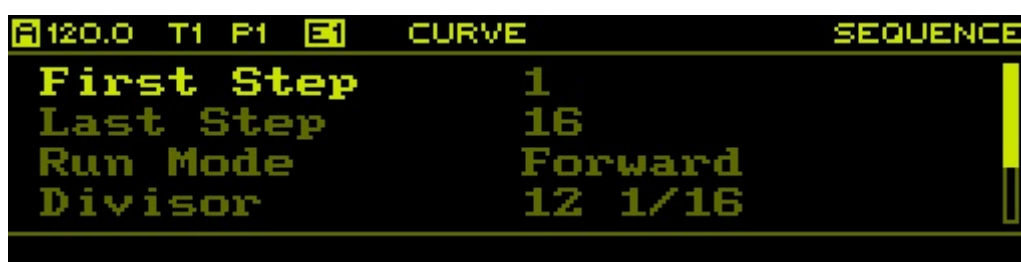 A 120.0 T1 P1 E1 CURVE SEQUENCE
First Step 1
Last Step 16
Run Mode Forward
Divisor 12 1/16